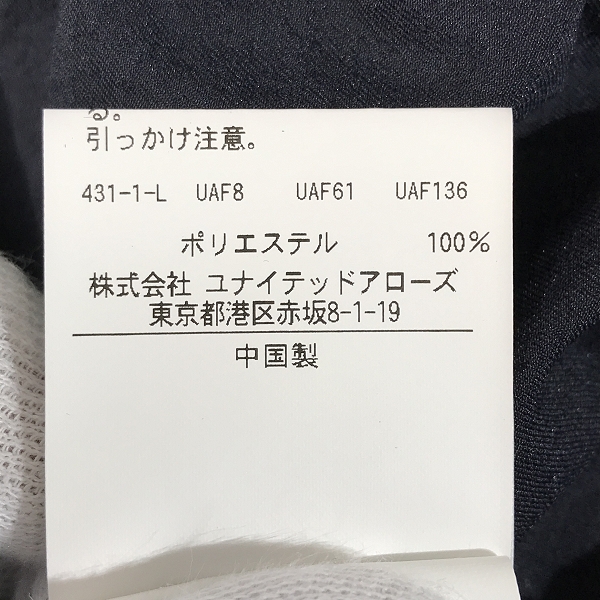 る。
引っかけ注意。
431-1-L UAF8 UAF61 UAF136
ポリエステル 100%
株式会社 ユナイテッドアローズ
東京都港区赤坂8-1-19
中国製